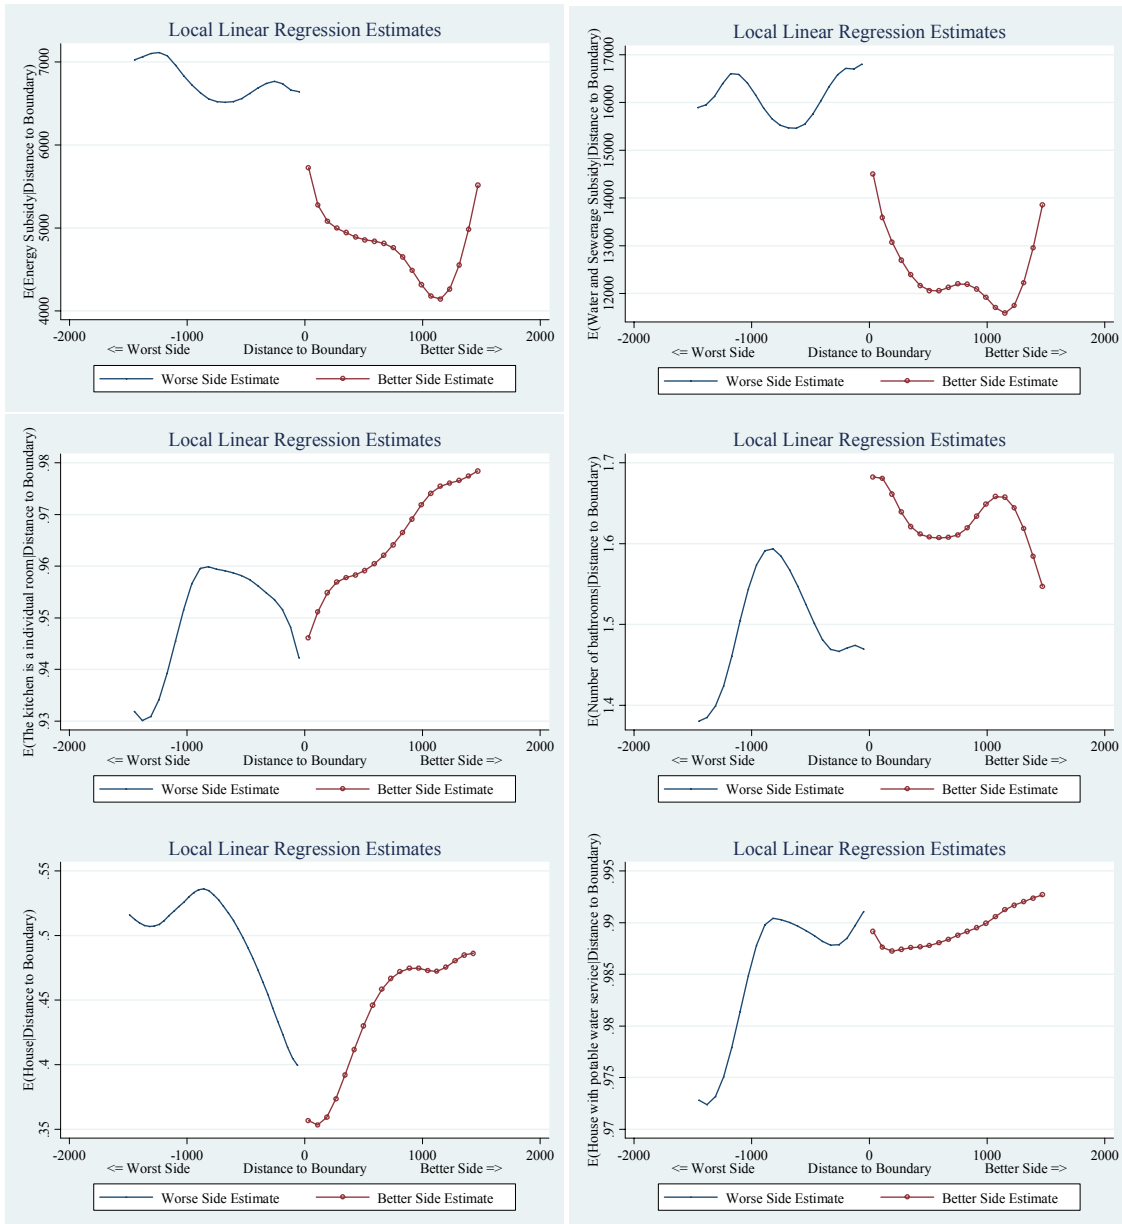 Local Linear Regression Estimates
E(Energy Subsidy|Distance to Boundary)
7000
6000
5000
4000
-2000 -1000 0 1000 2000
<= Worst Side Distance to Boundary Better Side =>
Worse Side Estimate Better Side Estimate
Local Linear Regression Estimates
E(Water and Sewerage Subsidy|Distance to Boundary)
17000
16000
15000
14000
13000
12000
-2000 -1000 0 1000 2000
<= Worst Side Distance to Boundary Better Side =>
Worse Side Estimate Better Side Estimate
Local Linear Regression Estimates
E(The kitchen is a individual room|Distance to Boundary)
.98
.97
.96
.95
.94
.93
-2000 -1000 0 1000 2000
<= Worst Side Distance to Boundary Better Side =>
Worse Side Estimate Better Side Estimate
Local Linear Regression Estimates
E(Number of bathrooms|Distance to Boundary)
1.7
1.6
1.5
1.4
-2000 -1000 0 1000 2000
<= Worst Side Distance to Boundary Better Side =>
Worse Side Estimate Better Side Estimate
Local Linear Regression Estimates
E(House|Distance to Boundary)
.55
.5
.45
.4
.35
-2000 -1000 0 1000 2000
<= Worst Side Distance to Boundary Better Side =>
Worse Side Estimate Better Side Estimate
Local Linear Regression Estimates
E(House with potable water service|Distance to Boundary)
.995
.99
.985
.98
.975
.97
-2000 -1000 0 1000 2000
<= Worst Side Distance to Boundary Better Side =>
Worse Side Estimate Better Side Estimate